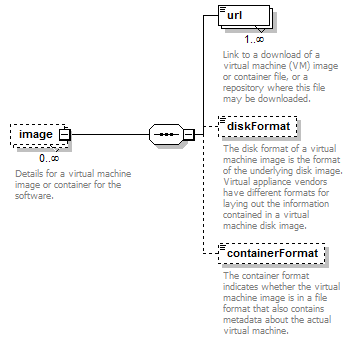 url
1..∞
Link to a download of a
virtual machine (VM) image
or container file, or a
repository where this file
may be downloaded.
image
0..∞
Details for a virtual machine
image or container for the
software.
diskFormat
The disk format of a virtual
machine image is the format of
the underlying disk image.
Virtual appliance vendors
have different formats for
laying out the information
contained in a virtual
machine disk image.
containerFormat
The container format
indicates whether the virtual
machine image is in a file
format that also contains
metadata about the actual
virtual machine.